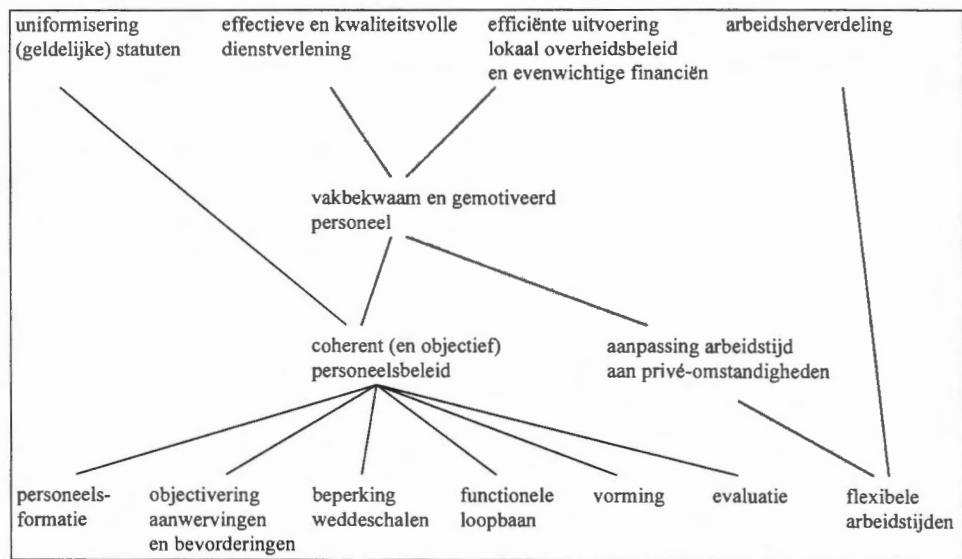 uniformisering
(geldelijke) statuten
effectieve en kwaliteitsvolle
dienstverlening
efficiënte uitvoering
lokaal overheidsbeleid
en evenwichtige financiën
arbeidsherverdeling
vakbekwaam en gemotiveerd
personeel
coherent (en objectief)
personeelsbeleid
aanpassing arbeidstijd
aan privé-omstandigheden
personeels-
formatie
objectivering
aanwervingen
en bevorderingen
beperking
weddeschalen
functionele
loopbaan
vorming
evaluatie
flexibele
arbeidstijden